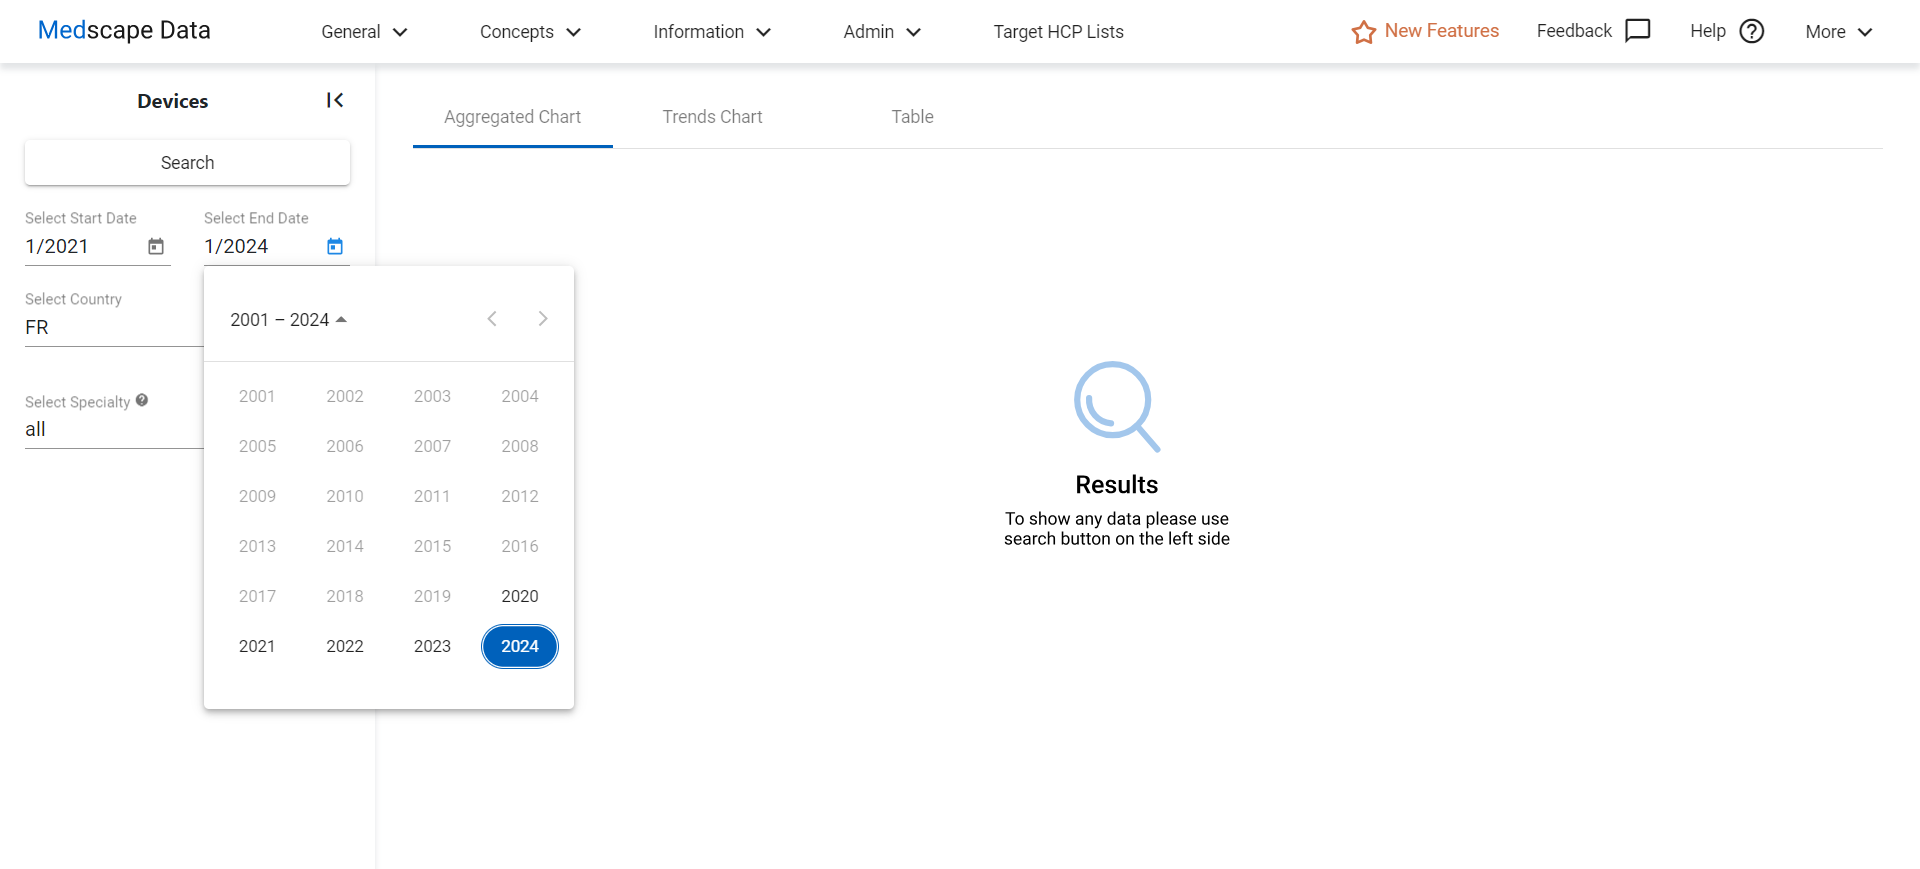 Medscape Data
General
Concepts
Information
Admin
Target HCP Lists
New Features
Feedback
Help
More
Devices
Search
Select Start Date
1/2021
Select End Date
1/2024
Select Country
FR
Select Specialty
all
2001 – 2024
2001 2002 2003 2004
2005 2006 2007 2008
2009 2010 2011 2012
2013 2014 2015 2016
2017 2018 2019 2020
2021 2022 2023 2024
Aggregated Chart
Trends Chart
Table
Results
To show any data please use
search button on the left side